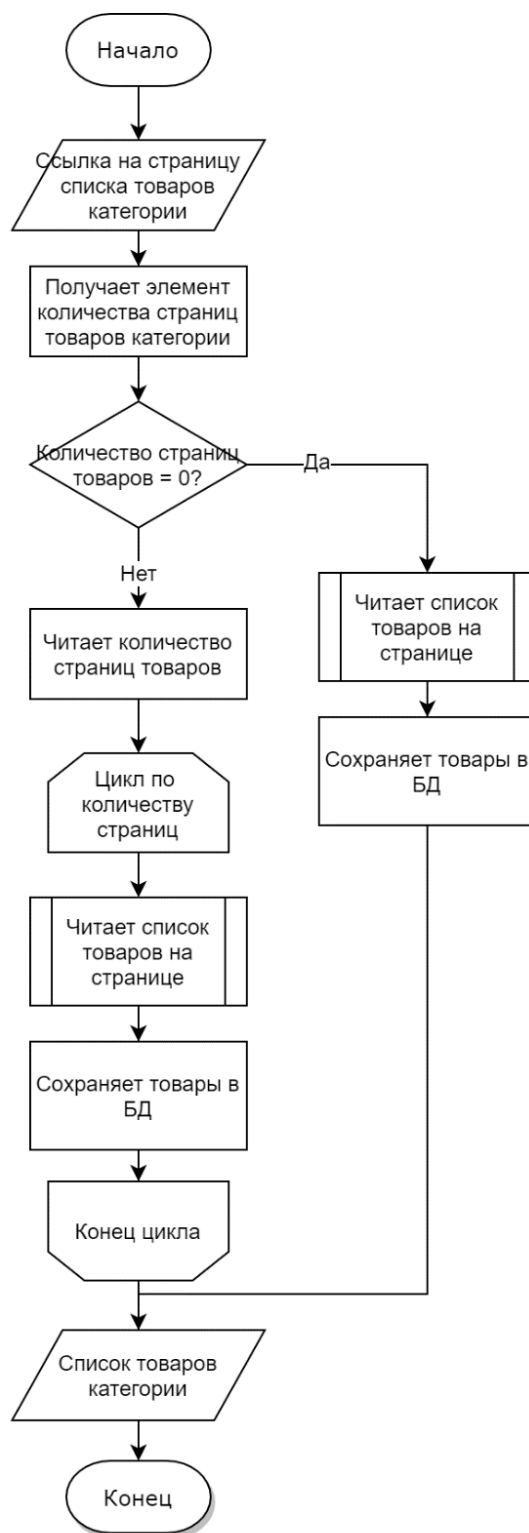 Начало
Ссылка на страницу
списка товаров
категории
Получает элемент
количества страниц
товаров категории
Количество страниц
товаров = 0?
Да
Нет
Читает количество
страниц товаров
Читает список
товаров на
странице
Сохраняет товары в
БД
Цикл по
количеству
страниц
Читает список
товаров на
странице
Сохраняет товары в
БД
Конец цикла
Список товаров
категории
Конец